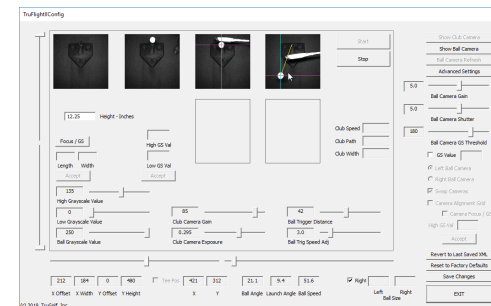 TruFlightIIConfig
Start
Stop
Show Club Camera
Show Ball Camera
Ball Camera Refresh
Advanced Settings
5.0
Ball Camera Gain
5.0
Ball Camera Shutter
180
Ball Camera GS Threshold
12.25 Height - Inches
Focus / GS
Length Width
Accept
High GS Val
Low GS Val
Accept
Club Speed
Club Path
Club Width
GS Value
Left Ball Camera
Right Ball Camera
Swap Cameras
Camera Alignment Grid
Camera Focus / GS
High GS Val
Accept
135
High Grayscale Value
0
Low Grayscale Value
250
Ball Grayscale Value
85
Club Camera Gain
0.295
Club Camera Exposure
42
Ball Trigger Distance
3.0
Ball Trig Speed Adj
Revert to Last Saved XML
Reset to Factory Defaults
Save Changes
EXIT
212 184 0 480 Tee Pos 421 312 21.1 9.4 51.6 Right
X Offset X Width Y Offset Y Height X Y Ball Angle Launch Angle Ball Speed Left Right
Ball Size
(C) 2018, TruGolf, Inc.